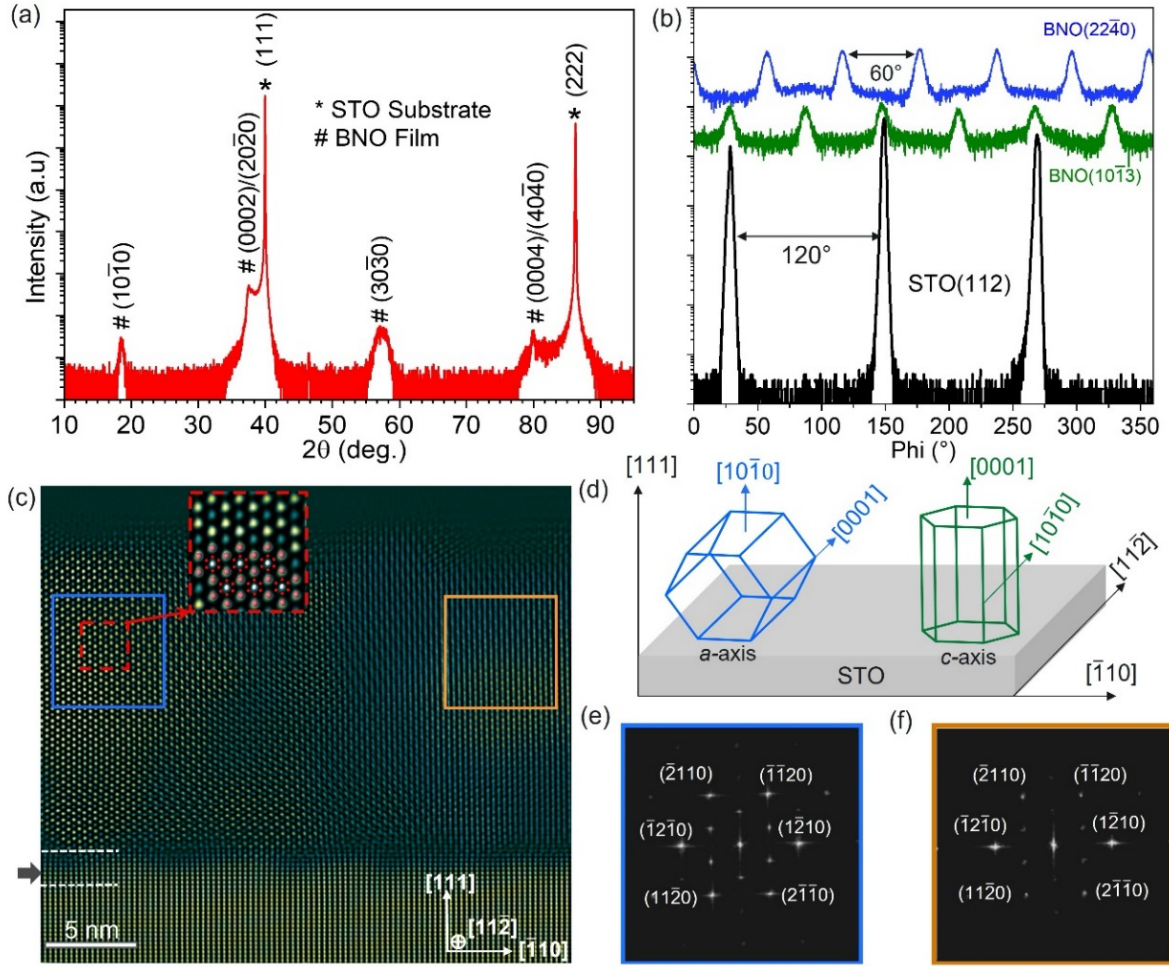 (a)
Intensity (a.u)
# (101̅0)
# (0002)/(202̅0)
* (111)
# (303̅0)
# (0004)/(404̅0)
* (222)
* STO Substrate
# BNO Film
10 20 30 40 50 60 70 80 90
2θ (deg.)
(b)
BNO(224̅0)
60°
BNO(101̅3)
120°
STO(112)
0 50 100 150 200 250 300 350
Phi (°)
(c)
5 nm
[111]
[112̅]
[1̅10]
(d)
[111]
[101̅0]
[0001]
[0001]
[101̅0]
[112̅]
a-axis
c-axis
STO
[1̅10]
(e)
(2̅110) (1̅1̅20)
(1̅21̅0) (12̅10)
(112̅0) (21̅1̅0)
(f)
(2̅110) (1̅1̅20)
(1̅21̅0) (12̅10)
(112̅0) (21̅1̅0)